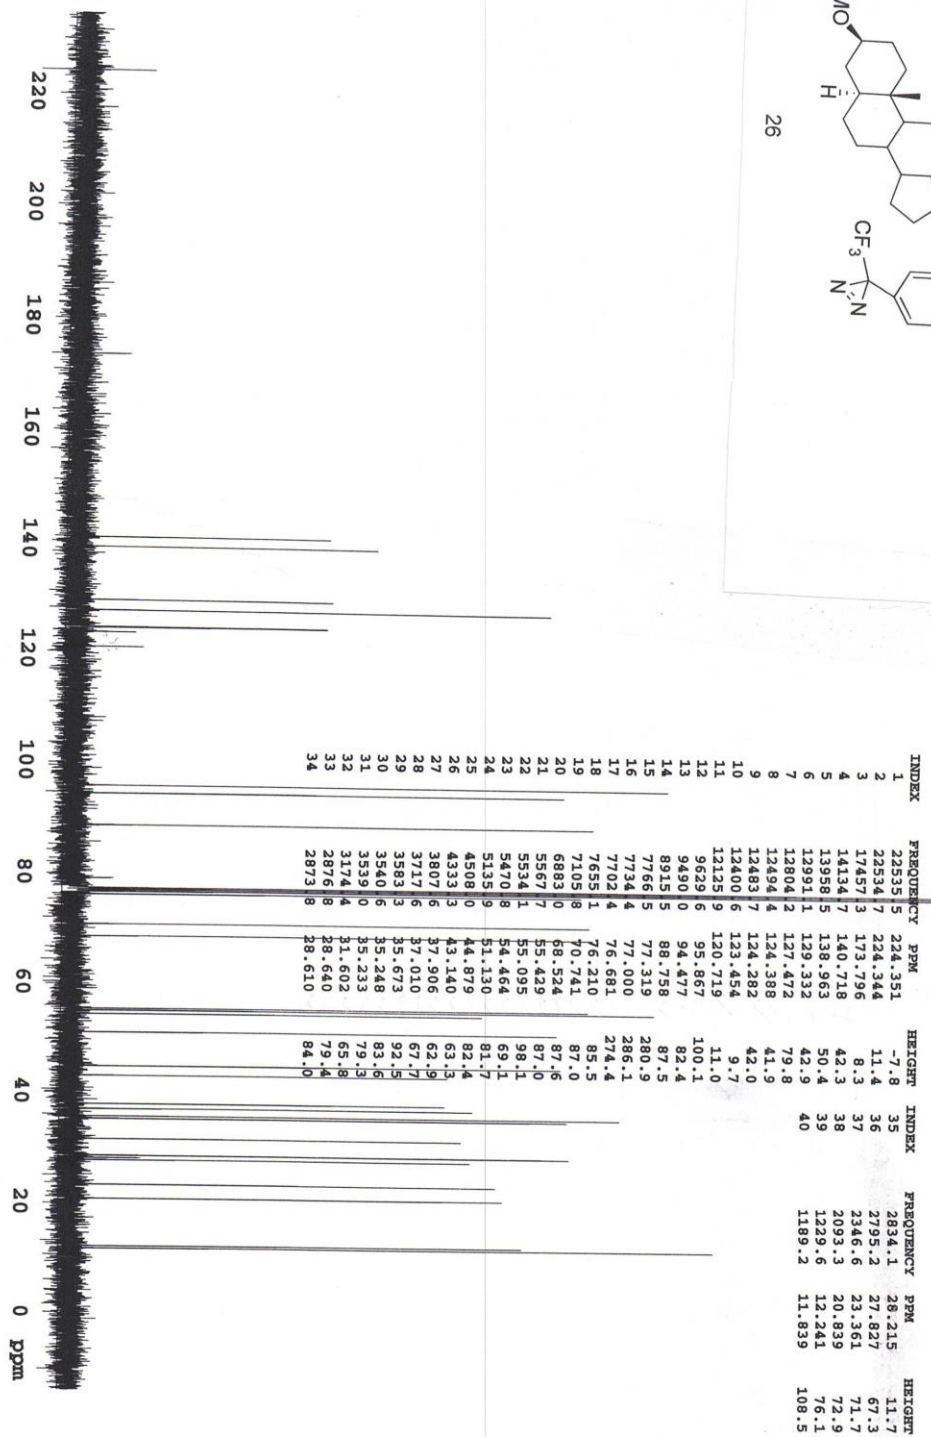 MO
H
CF3
N
N
26
INDEX FREQUENCY PPM HEIGHT
1 22535.5 224.351 -7.8
2 22534.7 224.344 11.4
3 17457.3 173.796 8.3
4 14134.7 140.718 42.3
5 13958.5 138.963 50.4
6 12991.1 129.332 42.9
7 12804.2 127.472 79.8
8 12494.4 124.388 41.9
9 12483.7 124.282 42.0
10 12400.6 123.454 9.7
11 12125.9 120.719 11.0
12 9629.6 95.867 100.1
13 9490.0 94.477 82.4
14 8915.5 88.758 87.5
15 7766.5 77.319 280.9
16 7734.4 77.000 286.1
17 7702.4 76.681 274.4
18 7655.1 76.210 85.5
19 7105.8 70.741 87.0
20 6883.0 68.524 87.6
21 5567.7 55.429 87.0
22 5534.1 55.095 98.1
23 5470.8 54.464 69.1
24 5135.9 51.130 81.7
25 4508.0 44.879 82.4
26 4333.3 43.140 63.3
27 3807.6 37.906 62.9
28 3717.6 37.010 67.7
29 3583.3 35.673 92.5
30 3540.6 35.248 83.6
31 3539.0 35.233 79.3
32 3174.4 31.602 65.8
33 2876.8 28.640 79.4
34 2873.8 28.610 84.0
INDEX FREQUENCY PPM HEIGHT
35 2834.1 28.215 11.7
36 2795.2 27.827 67.3
37 2346.6 23.361 71.7
38 2093.3 20.839 72.9
39 1229.6 12.241 76.1
40 1189.2 11.839 108.5
220 200 180 160 140 120 100 80 60 40 20 0 ppm